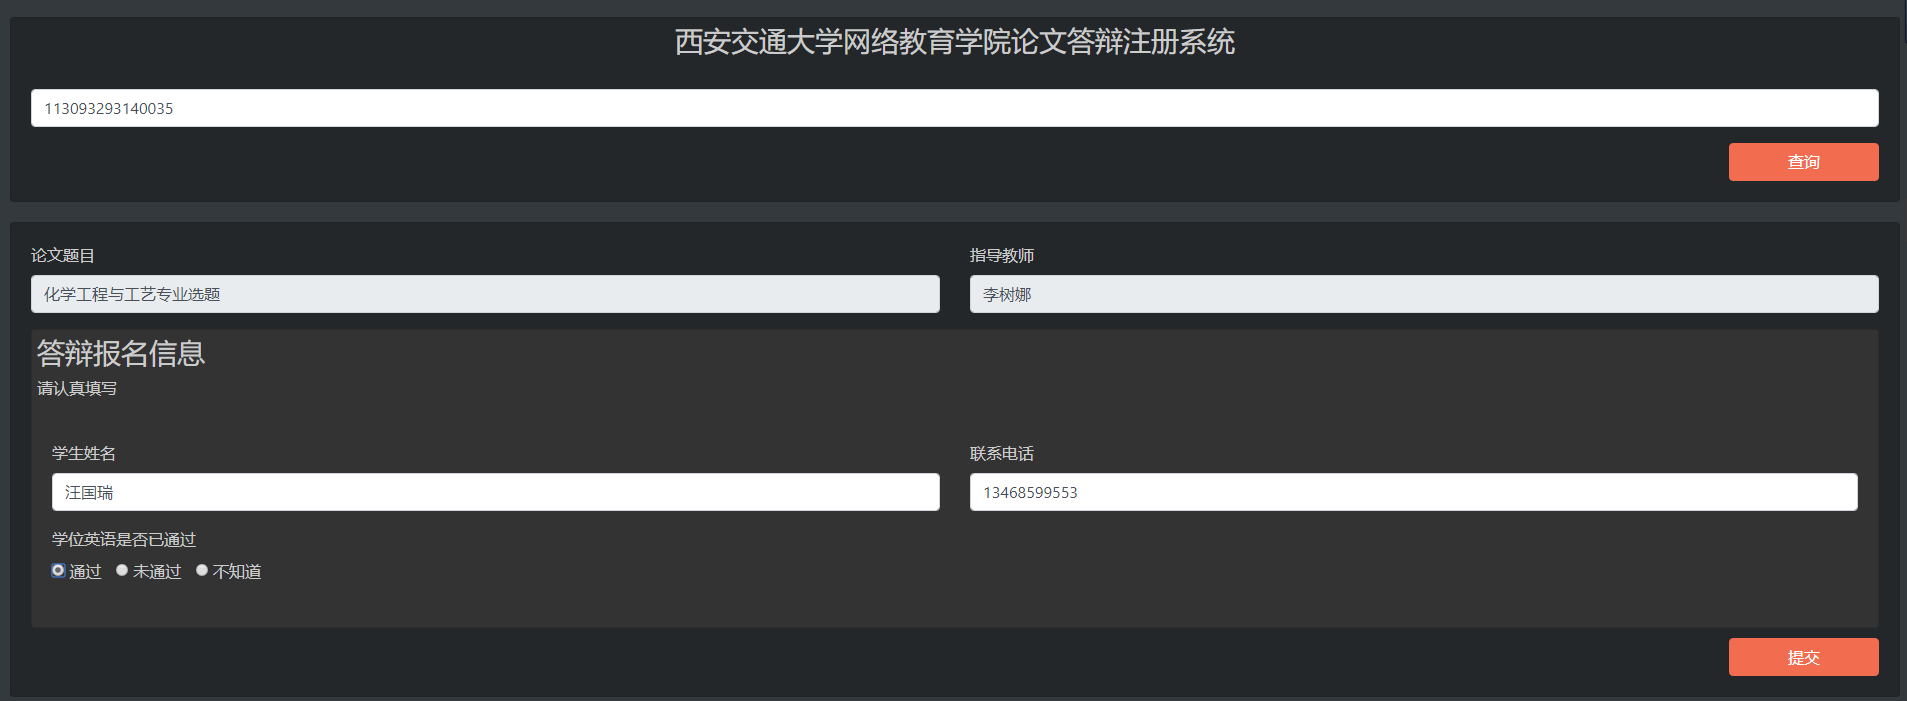 西安交通大学网络教育学院论文答辩注册系统
113093293140035
查询
论文题目 指导教师
化学工程与工艺专业选题 李树娜
答辩报名信息
请认真填写
学生姓名 联系电话
汪国瑞 13468599553
学位英语是否已通过
通过 未通过 不知道
提交